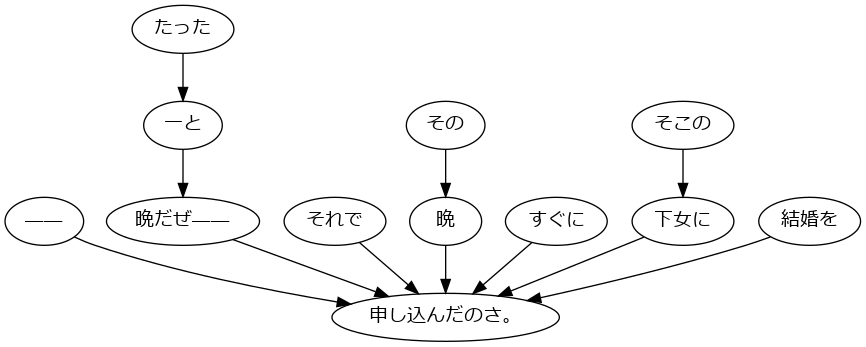 たった
一と
その
そこの
——
晩だぜ——
それで
晩
すぐに
下女に
結婚を
申し込んだのさ。